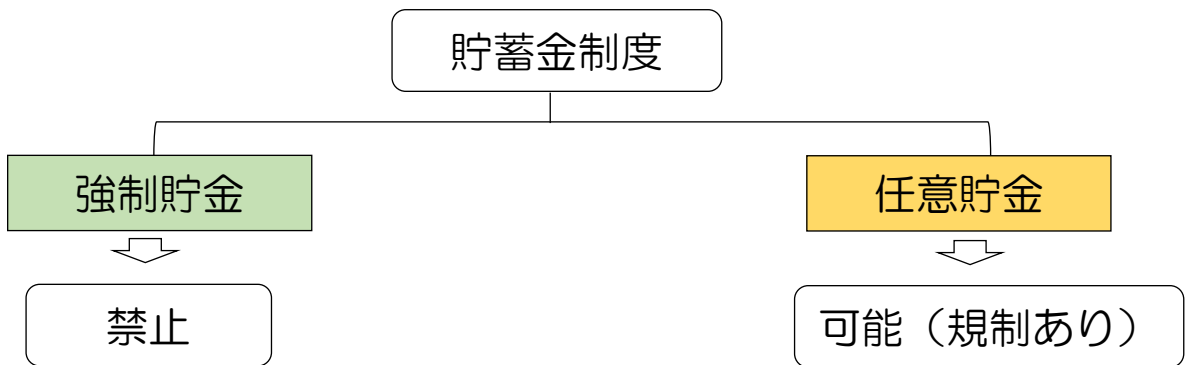 貯蓄金制度
強制貯金
任意貯金
禁止
可能（規制あり）